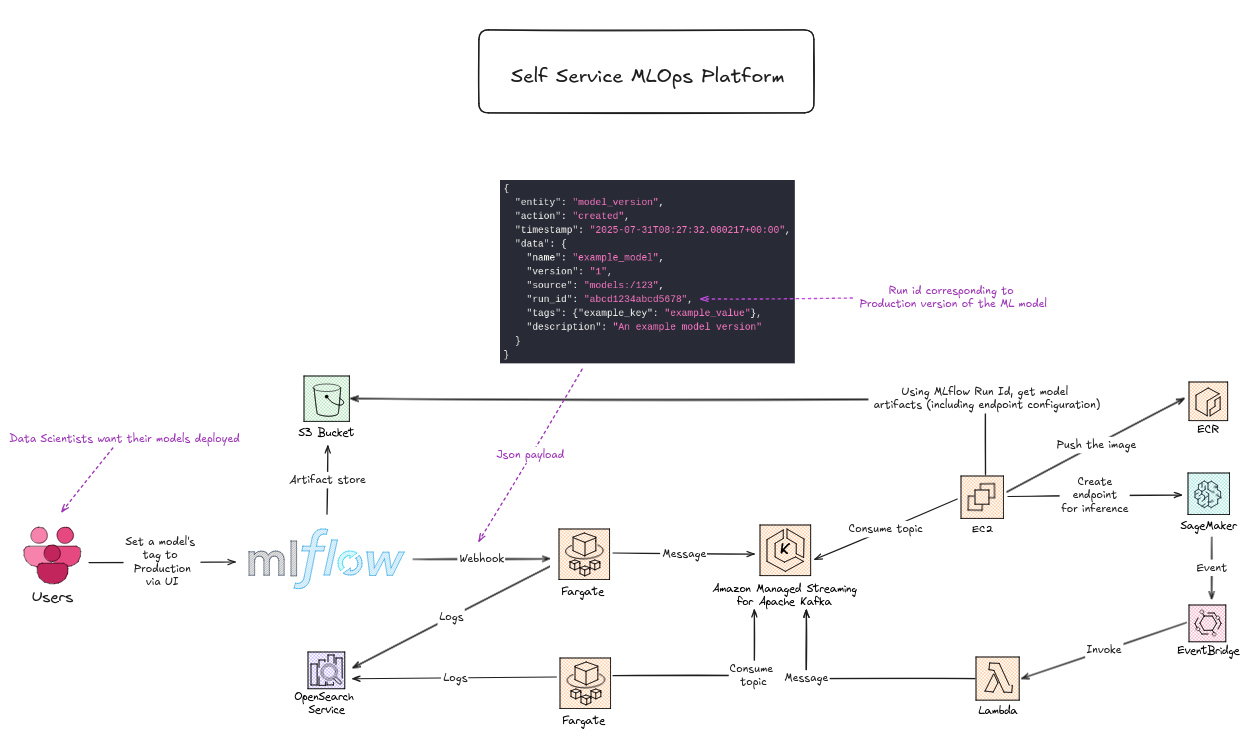 Self Service MLOps Platform
{
"entity": "model_version",
"action": "created",
"timestamp": "2025-07-31T08:27:32.080217+00:00",
"data": {
"name": "example_model",
"version": "1",
"source": "models:/123",
"run_id": "abcd1234abcd5678",
"tags": {"example_key": "example_value"},
"description": "An example model version"
}
}
Run id corresponding to
Production version of the ML model
S3 Bucket
Using MLflow Run Id, get model
artifacts (including endpoint configuration)
ECR
Push the image
Data Scientists want their models deployed
Json payload
Artifact store
Create
endpoint
for inference
EC2
SageMaker
Consume topic
Set a model's
tag to
Production
via UI
Users
mlflow
Webhook
Fargate
Message
K
Amazon Managed Streaming
for Apache Kafka
Event
EventBridge
Logs
Invoke
OpenSearch
Service
Logs
Fargate
Consume
topic
Message
Lambda